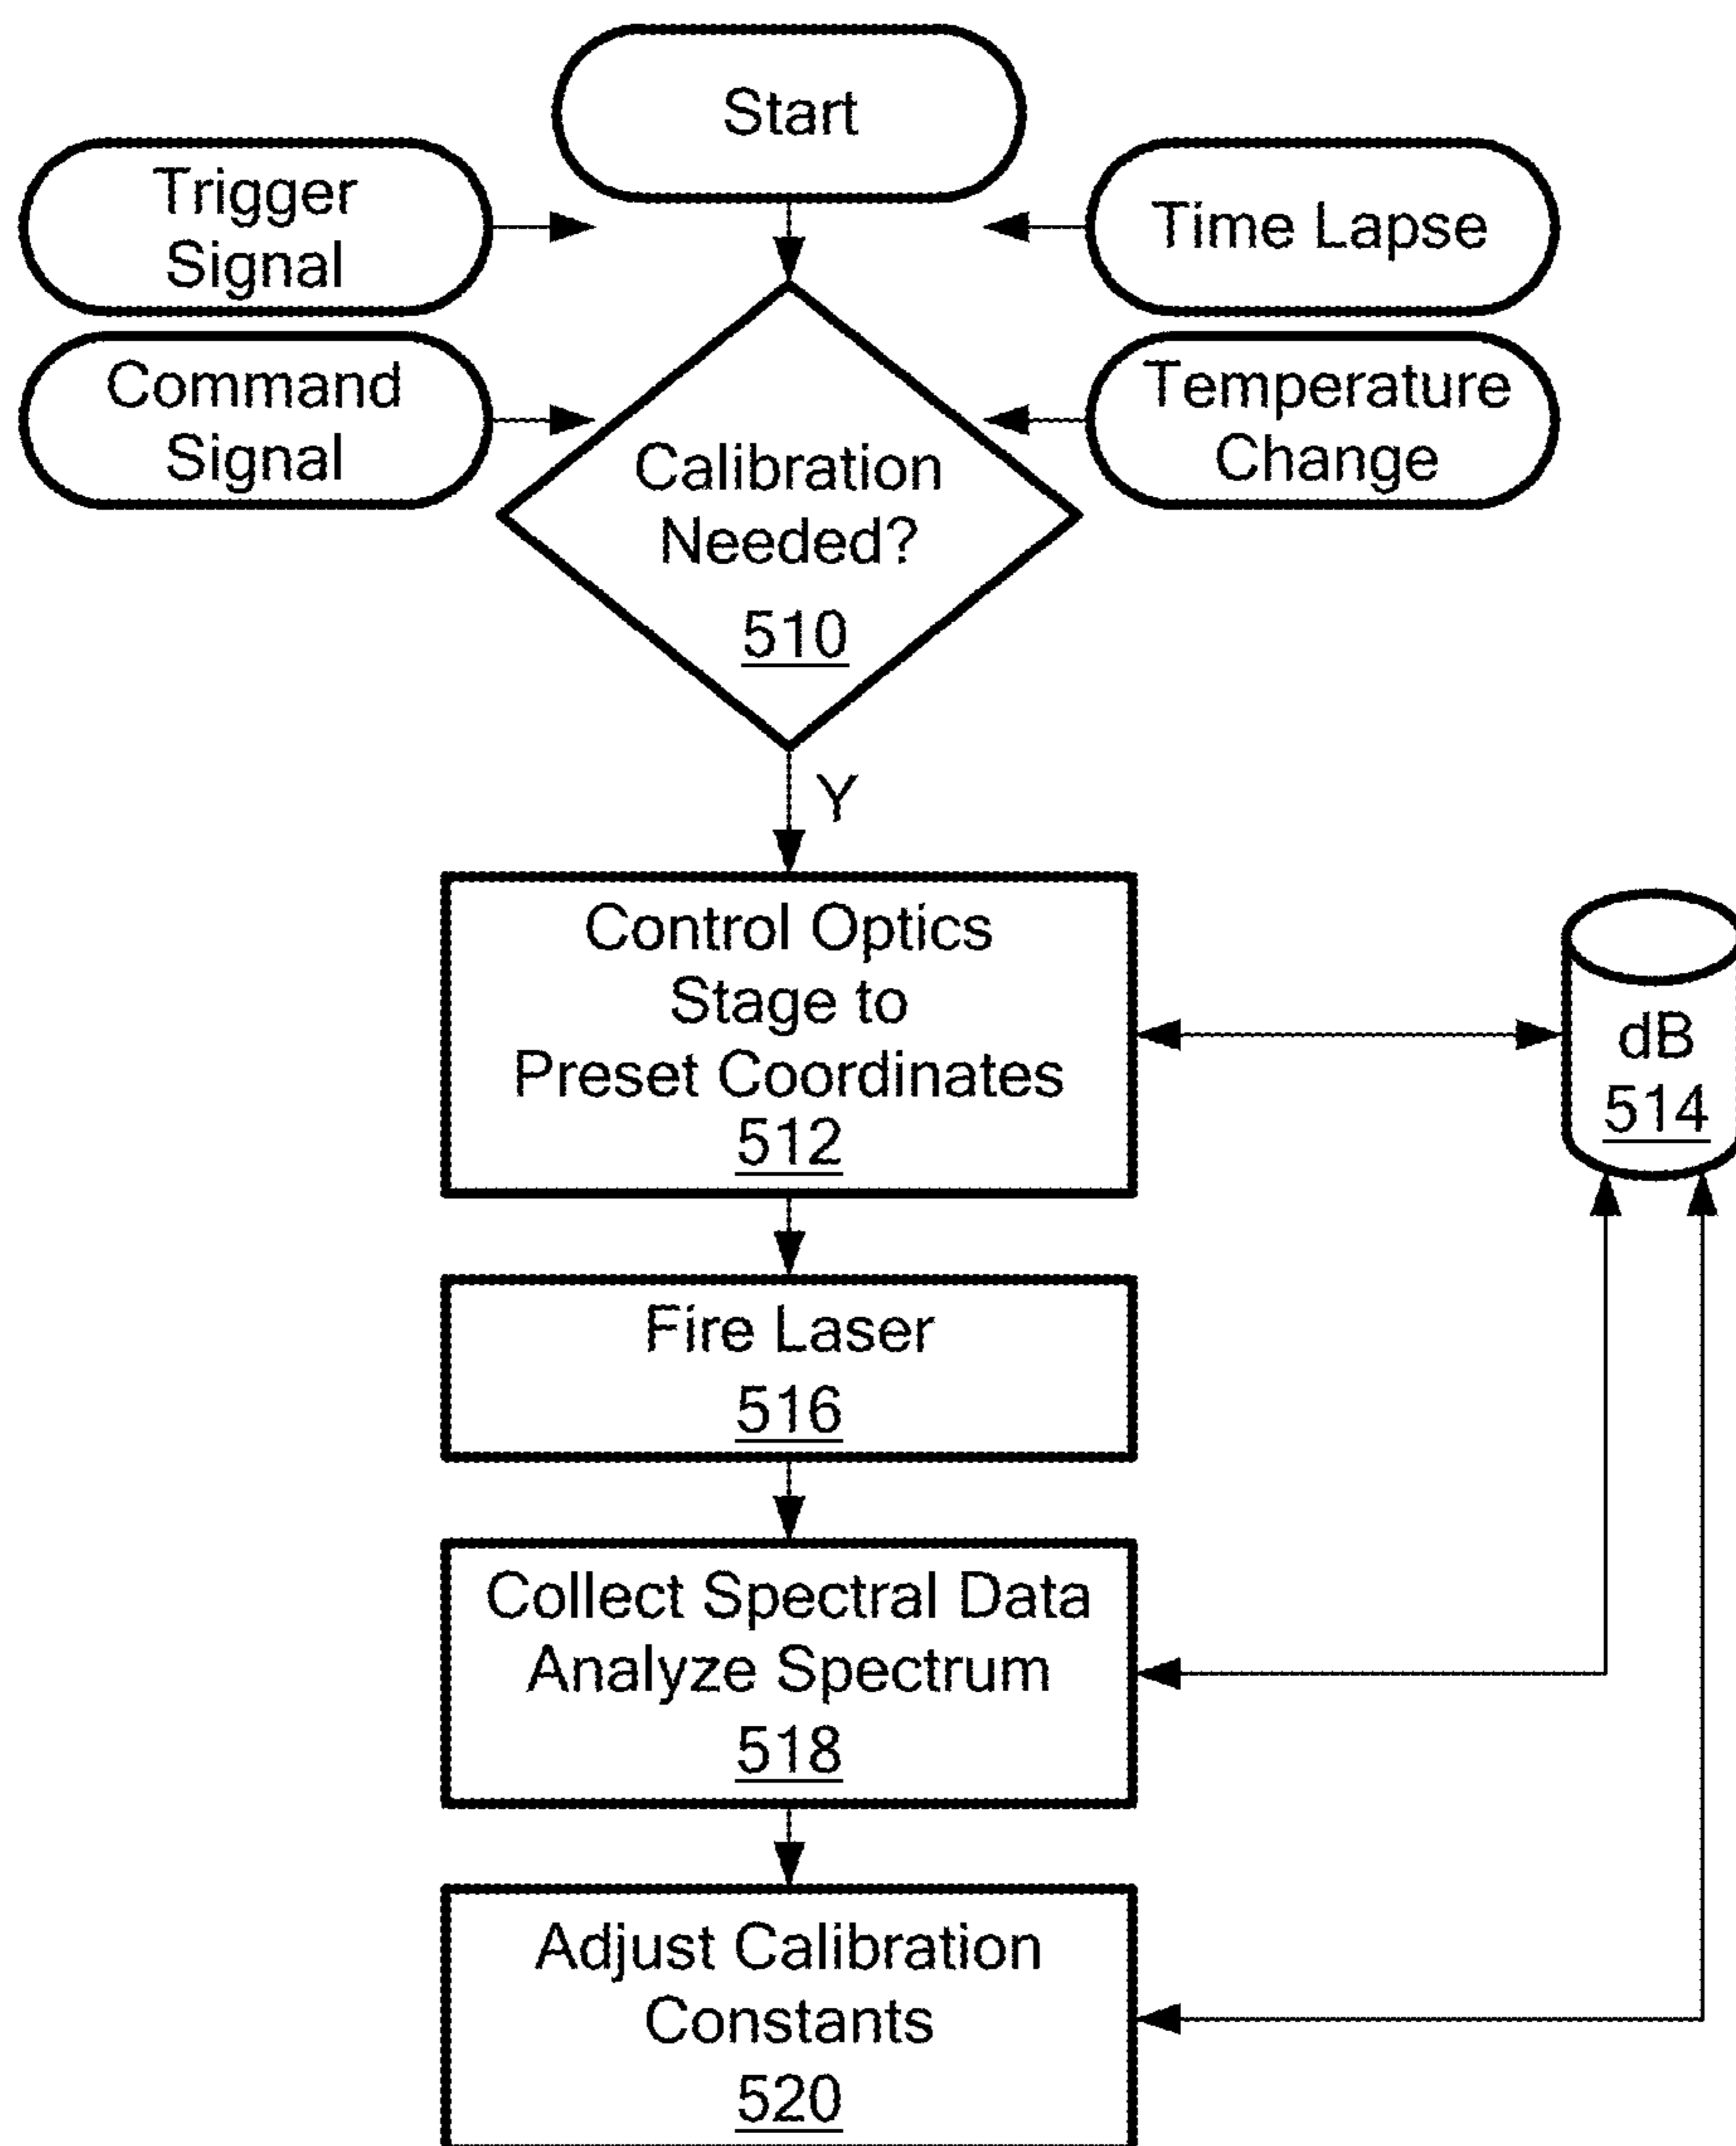 Start
Trigger
Signal
Time Lapse
Command
Signal
Temperature
Change
Calibration
Needed?
510
Y
Control Optics
Stage to
Preset Coordinates
512
dB
514
Fire Laser
516
Collect Spectral Data
Analyze Spectrum
518
Adjust Calibration
Constants
520